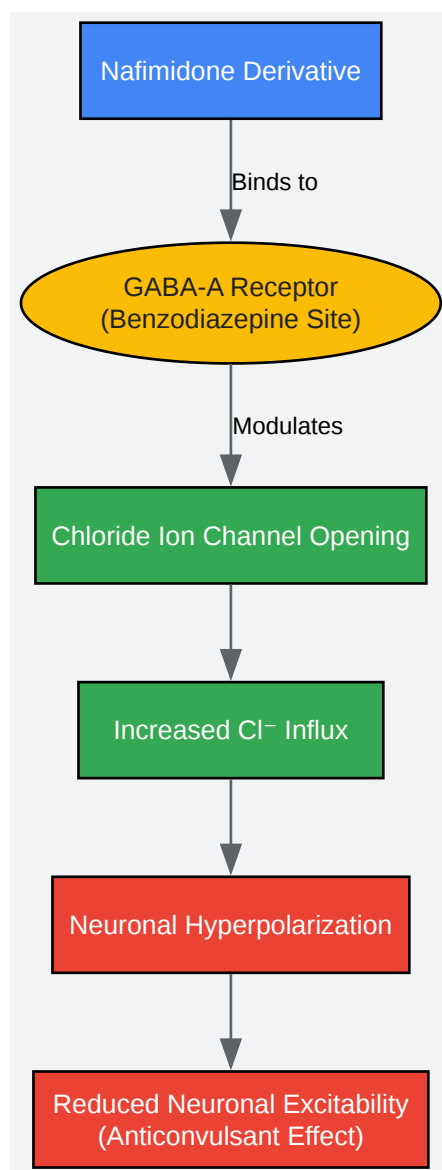 Nafimidone Derivative
Binds to
GABA-A Receptor
(Benzodiazepine Site)
Modulates
Chloride Ion Channel Opening
Increased Cl⁻ Influx
Neuronal Hyperpolarization
Reduced Neuronal Excitability
(Anticonvulsant Effect)